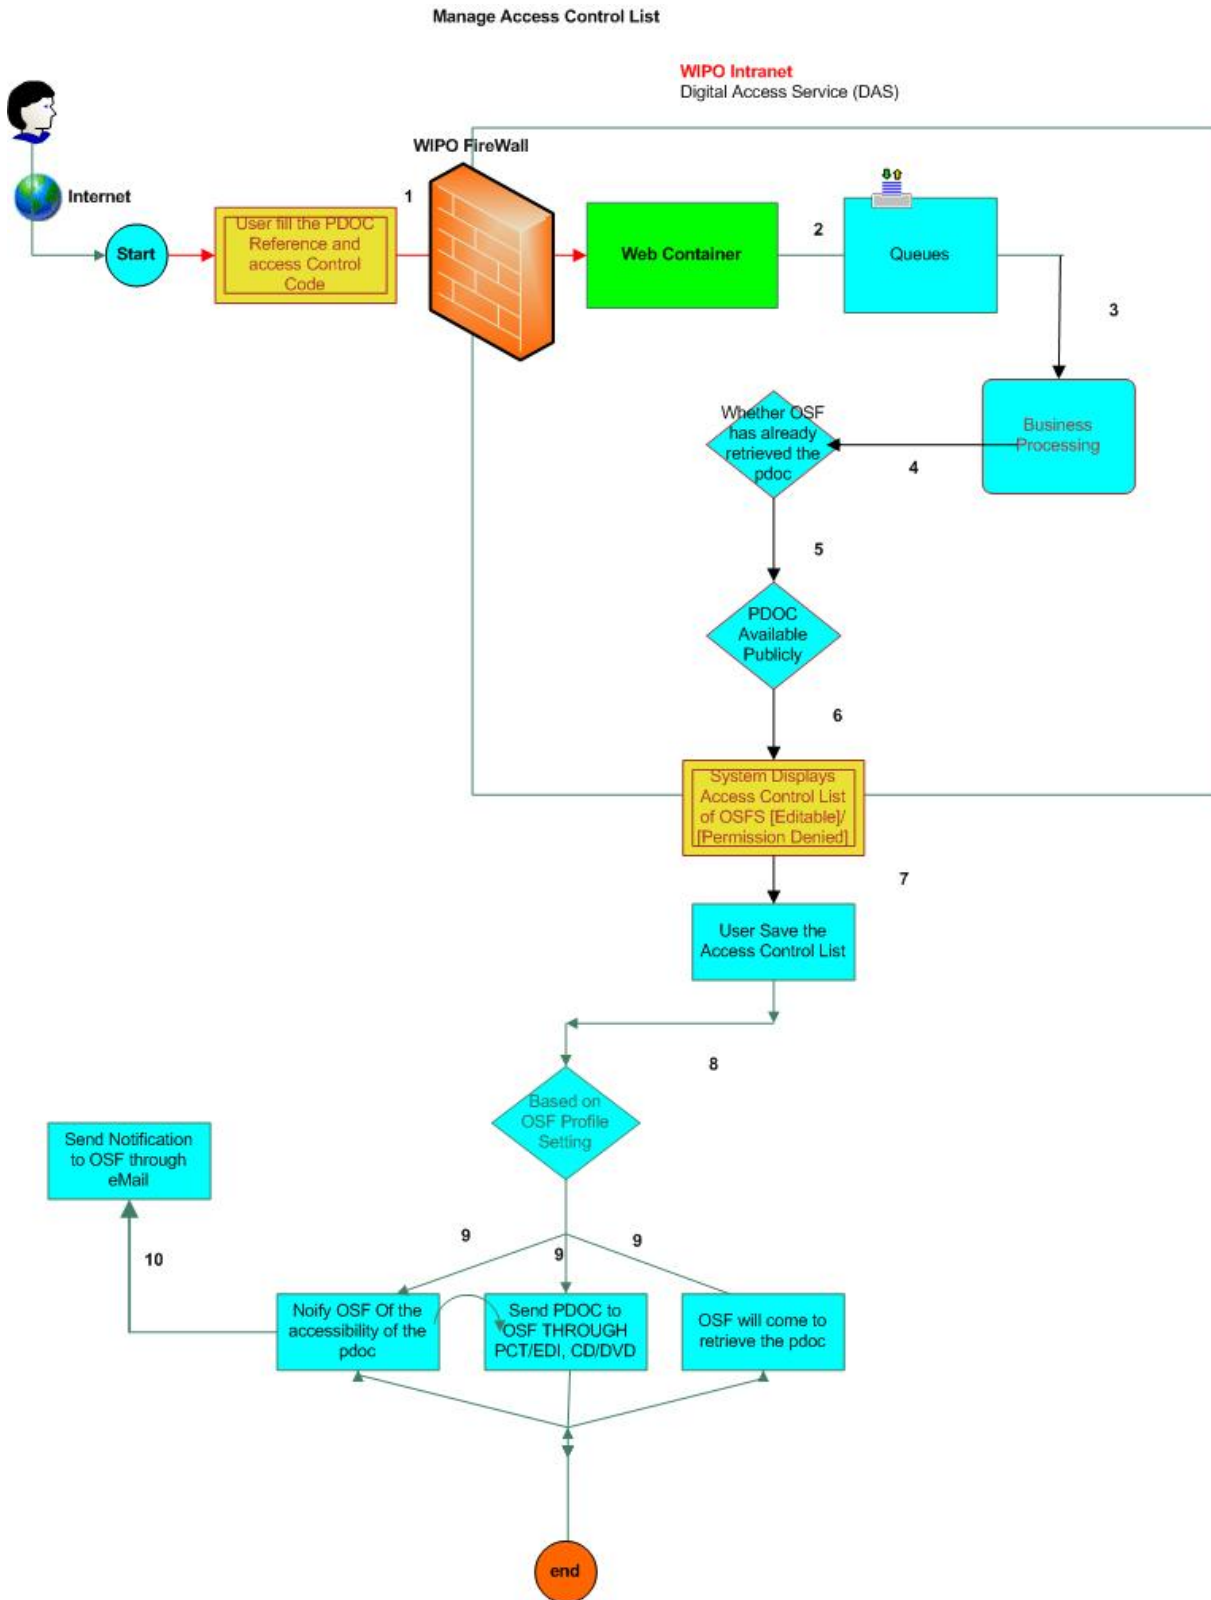 Manage Access Control List
WIPO Intranet
Digital Access Service (DAS)
WIPO FireWall
Internet
1
Start
User fill the PDOC
Reference and
access Control
Code
Web Container
2
Queues
3
Whether OSF
has already
retrieved the
pdoc
4
Business
Processing
5
PDOC
Available
Publicly
6
System Displays
Access Control List
of OSFS [Editable]/
[Permission Denied]
7
User Save the
Access Control List
8
Based on
OSF Profile
Setting
Send Notification
to OSF through
eMail
9
9
9
10
Noify OSF Of the
accessibility of the
pdoc
Send PDOC to
OSF THROUGH
PCT/EDI, CD/DVD
OSF will come to
retrieve the pdoc
end